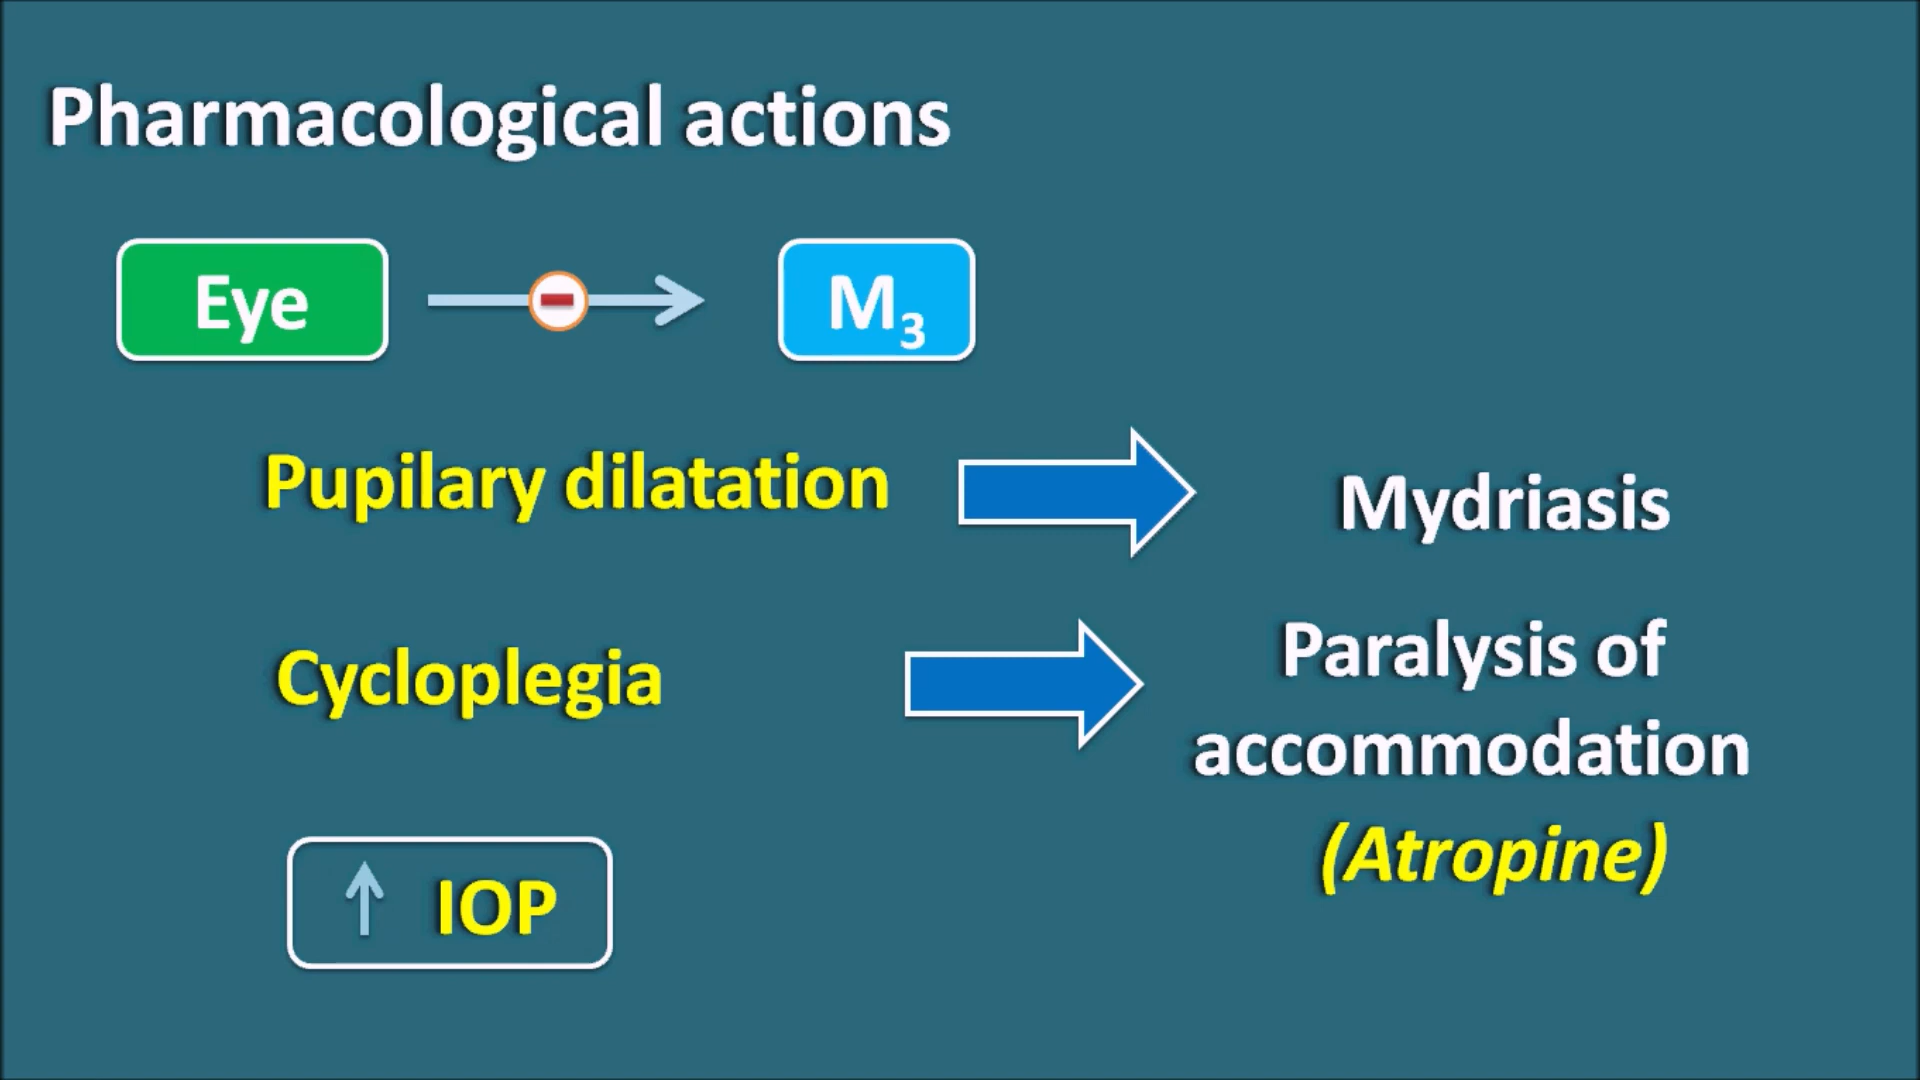 Pharmacological actions
Eye
M₃
Pupilary dilatation
Mydriasis
Cycloplegia
Paralysis of
accommodation
(Atropine)
↑ IOP